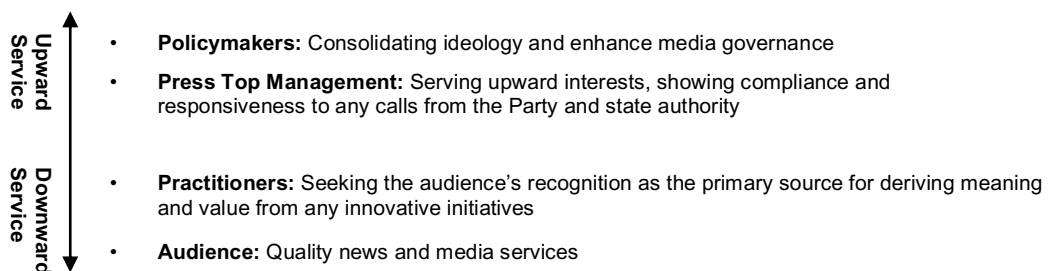 Upward
Service
• Policymakers: Consolidating ideology and enhance media governance
• Press Top Management: Serving upward interests, showing compliance and
responsiveness to any calls from the Party and state authority
Downward
Service
• Practitioners: Seeking the audience’s recognition as the primary source for deriving meaning
and value from any innovative initiatives
• Audience: Quality news and media services